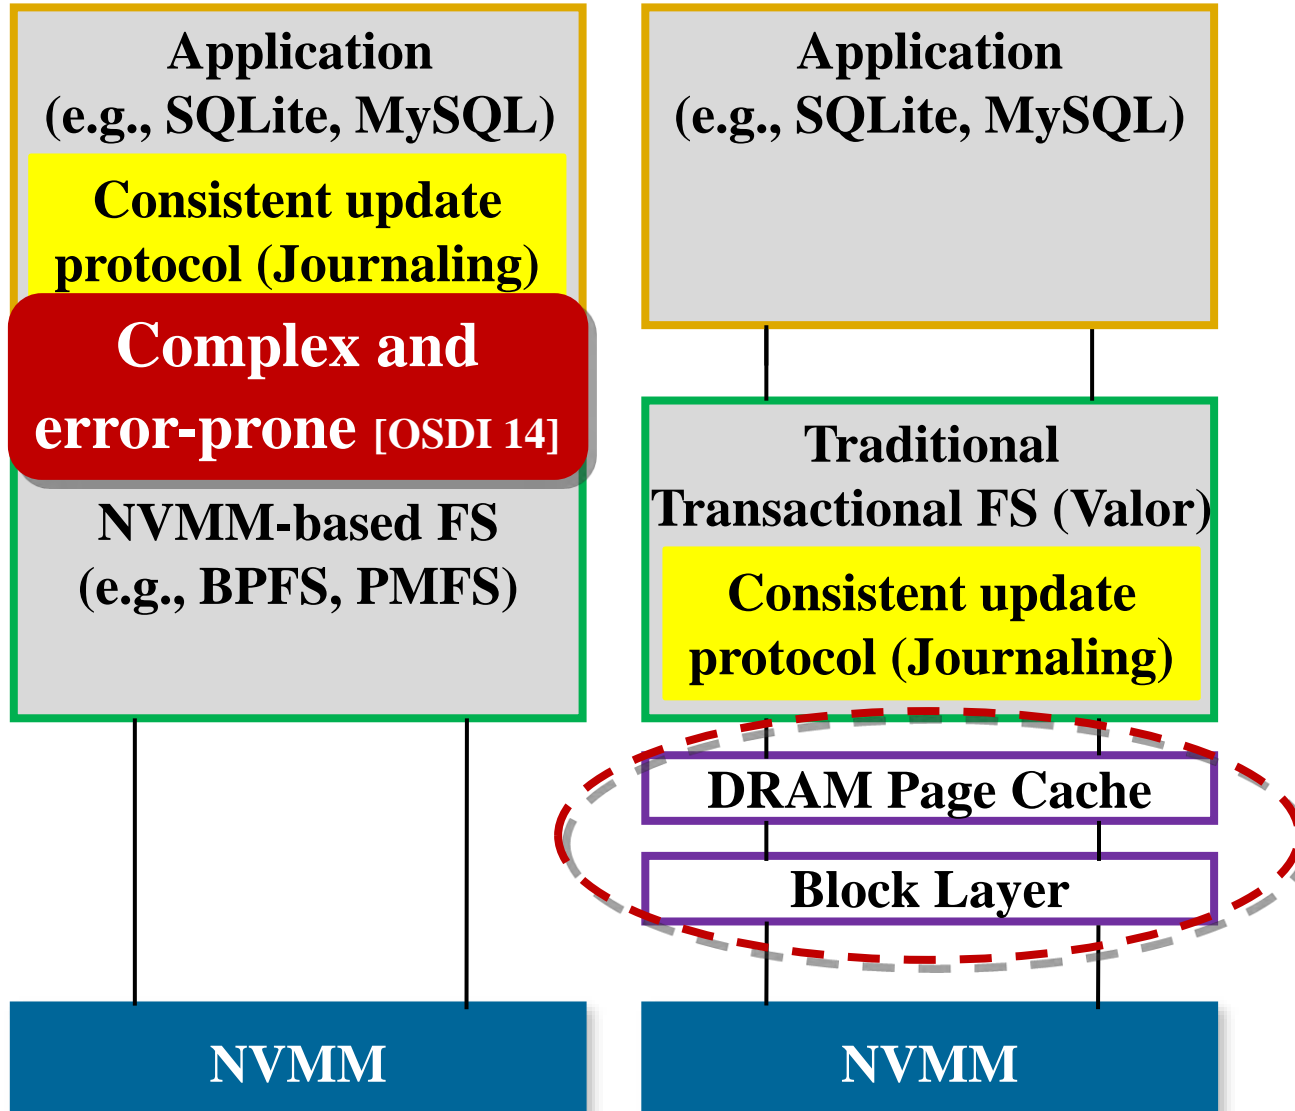 Application
(e.g., SQLite, MySQL)
Consistent update
protocol (Journaling)
Complex and
error-prone [OSDI 14]
NVMM-based FS
(e.g., BPFS, PMFS)
NVMM
Application
(e.g., SQLite, MySQL)
Traditional
Transactional FS (Valor)
Consistent update
protocol (Journaling)
DRAM Page Cache
Block Layer
NVMM